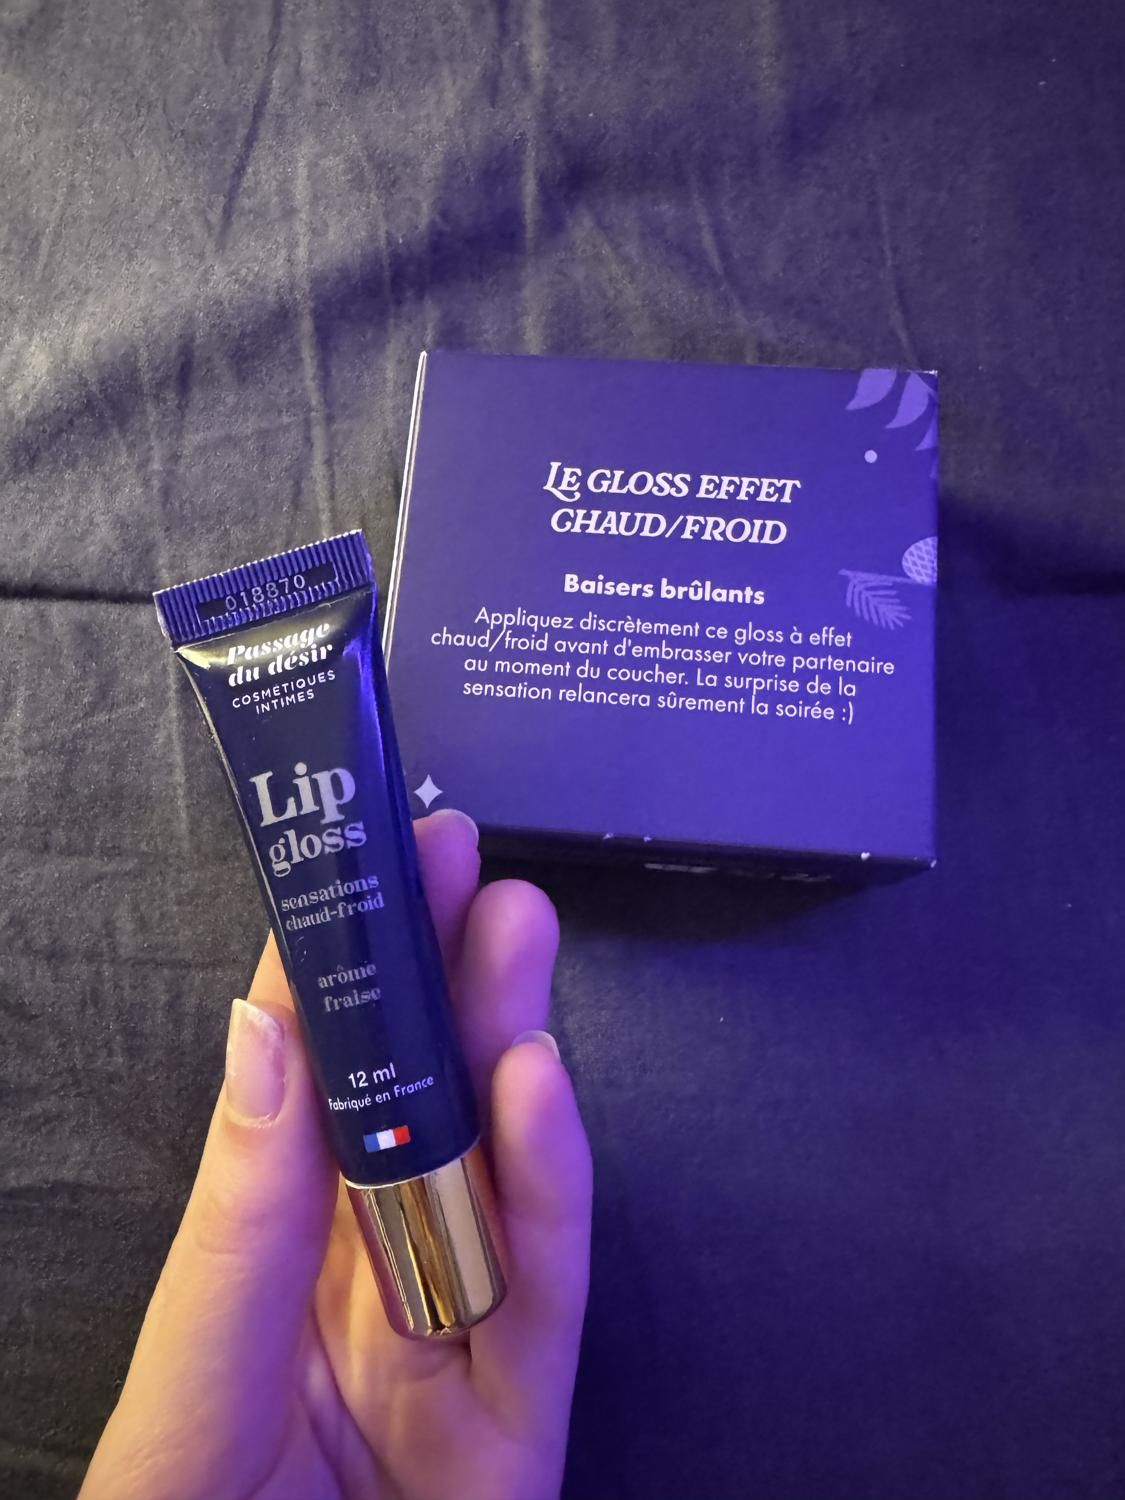 LE GLOSS EFFET
CHAUD/FROID
Baisers brûlants
Appliquez discrètement ce gloss à effet
chaud/froid avant d'embrasser votre partenaire
au moment du coucher. La surprise de la
sensation relancera sûrement la soirée :)
018870
Passage
du désir
COSMÉTIQUES
INTIMES
Lip
gloss
sensations
chaud-froid
arôme
fraise
12 ml
Fabriqué en France